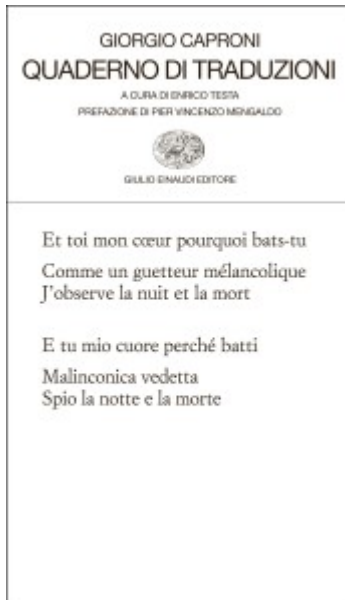 GIORGIO CAPRONI
QUADERNO DI TRADUZIONI
A CURA DI ENRICO TESTA
PREFAZIONE DI PIER VINCENZO MENGALDO
GIULIO EINAUDI EDITORE
Et toi mon cœur pourquoi bats-tu
Comme un guetteur mélancolique
J'observe la nuit et la mort
E tu mio cuore perché batti
Malinconica vedetta
Spio la notte e la morte